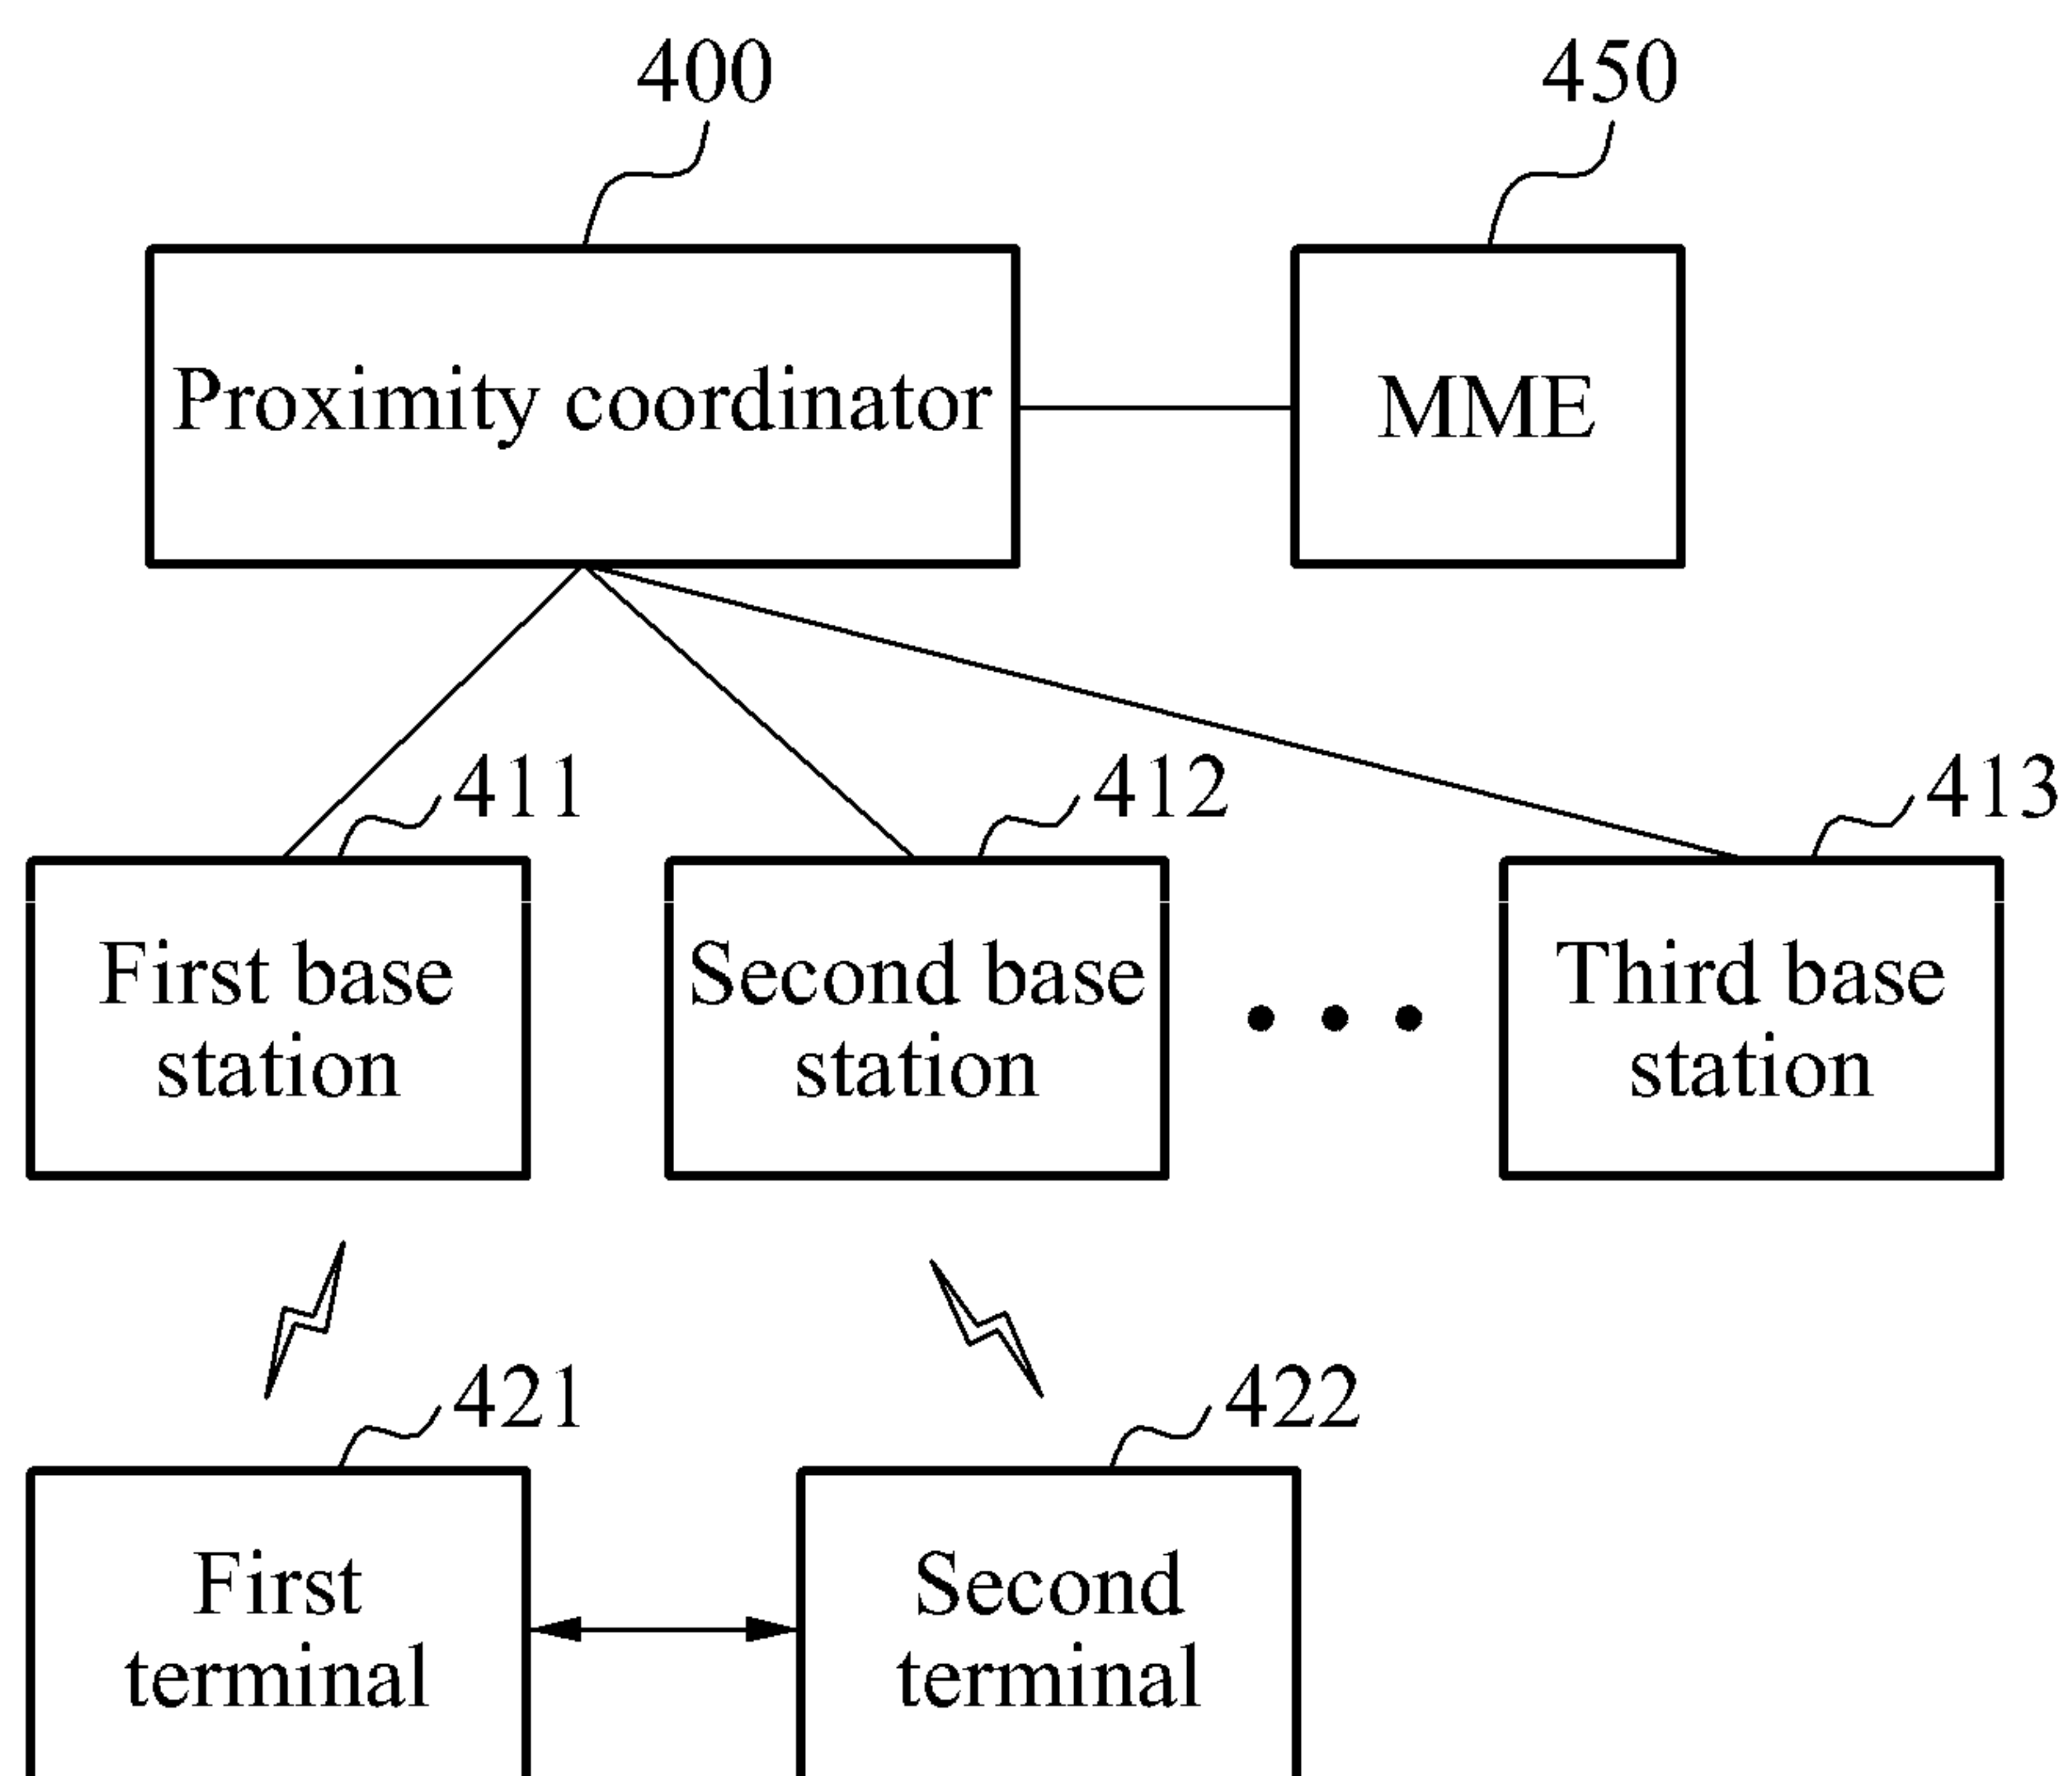 400
450
Proximity coordinator
MME
411
412
413
First base
station
Second base
station
Third base
station
421
422
First
terminal
Second
terminal